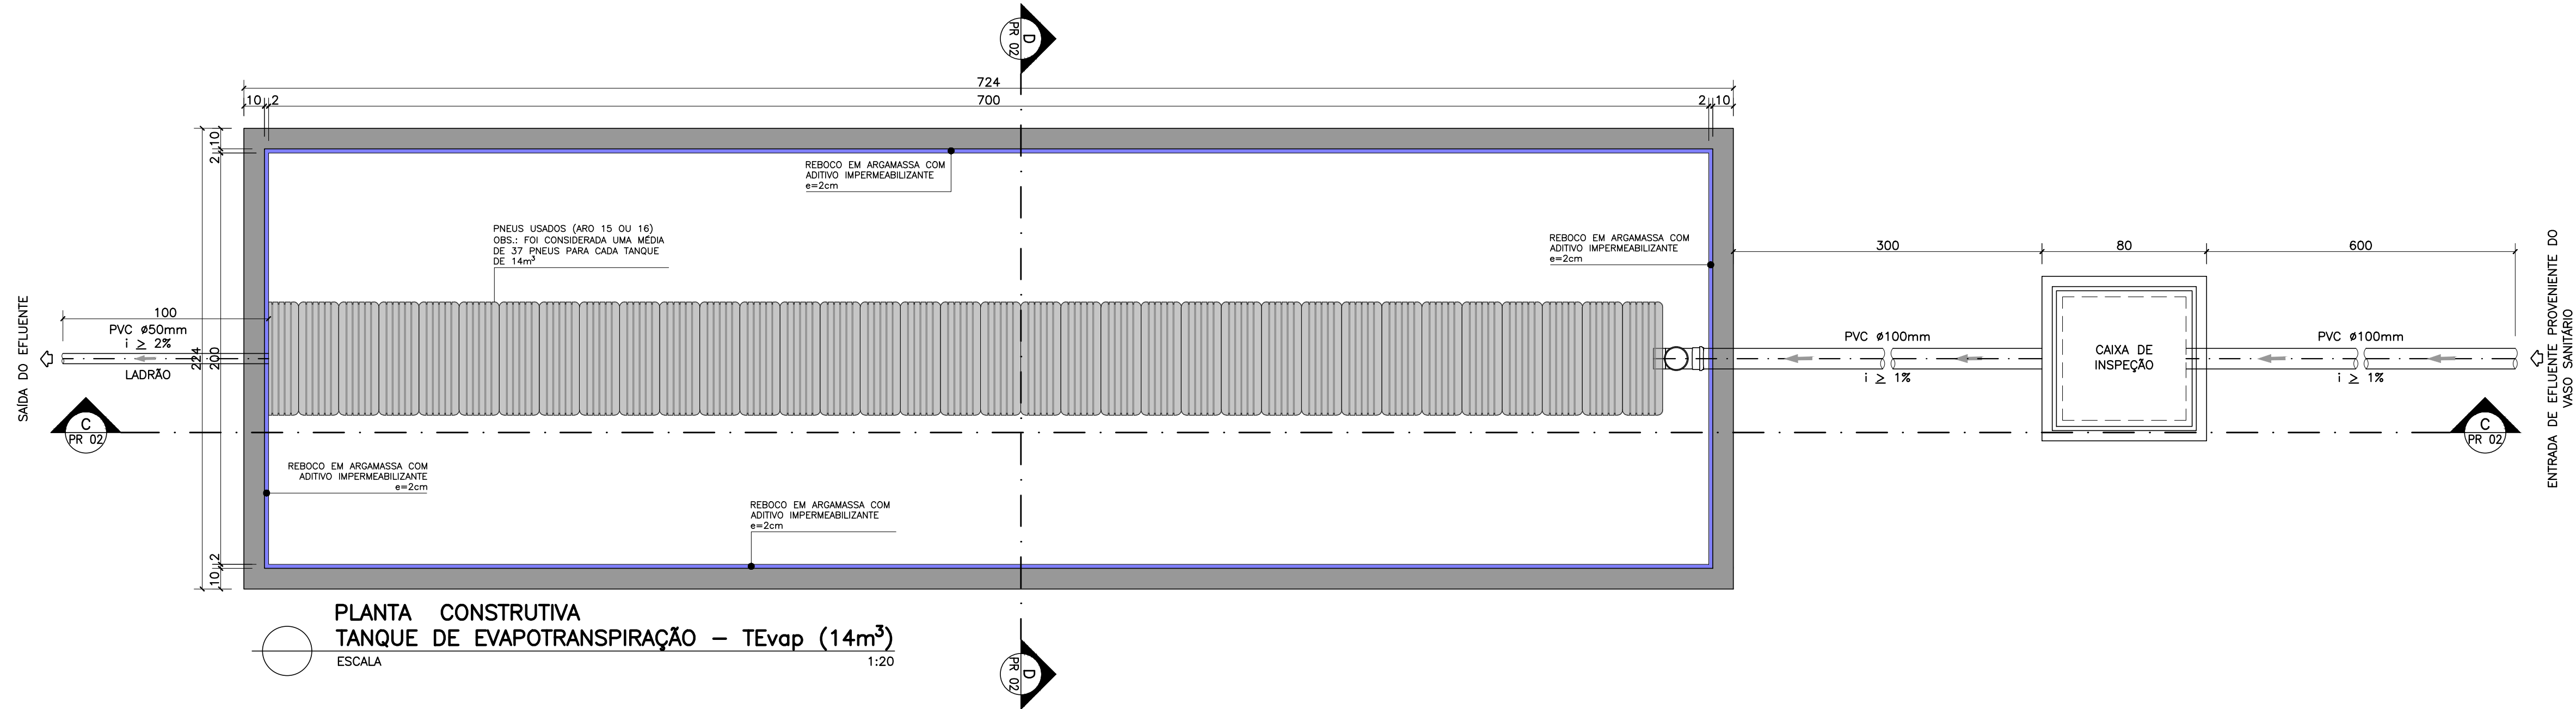 D
PR 02
724
10 2
700
2 10
10
2
REBOCO EM ARGAMASSA COM
ADITIVO IMPERMEABILIZANTE
e=2cm
PNEUS USADOS (ARO 15 OU 16)
OBS.: FOI CONSIDERADA UMA MÉDIA
DE 37 PNEUS PARA CADA TANQUE
DE 14m³
REBOCO EM ARGAMASSA COM
ADITIVO IMPERMEABILIZANTE
e=2cm
300
80
600
SAÍDA DO EFLUENTE
100
PVC ø50mm
i ≥ 2%
LADRÃO
224
200
PVC ø100mm
i ≥ 1%
CAIXA DE
INSPEÇÃO
PVC ø100mm
i ≥ 1%
ENTRADA DE EFLUENTE PROVENIENTE DO
VASO SANITÁRIO
C
PR 02
C
PR 02
REBOCO EM ARGAMASSA COM
ADITIVO IMPERMEABILIZANTE
e=2cm
REBOCO EM ARGAMASSA COM
ADITIVO IMPERMEABILIZANTE
e=2cm
2
10
PLANTA CONSTRUTIVA
TANQUE DE EVAPOTRANSPIRAÇÃO – TEvap (14m³)
ESCALA 1:20
D
PR 02